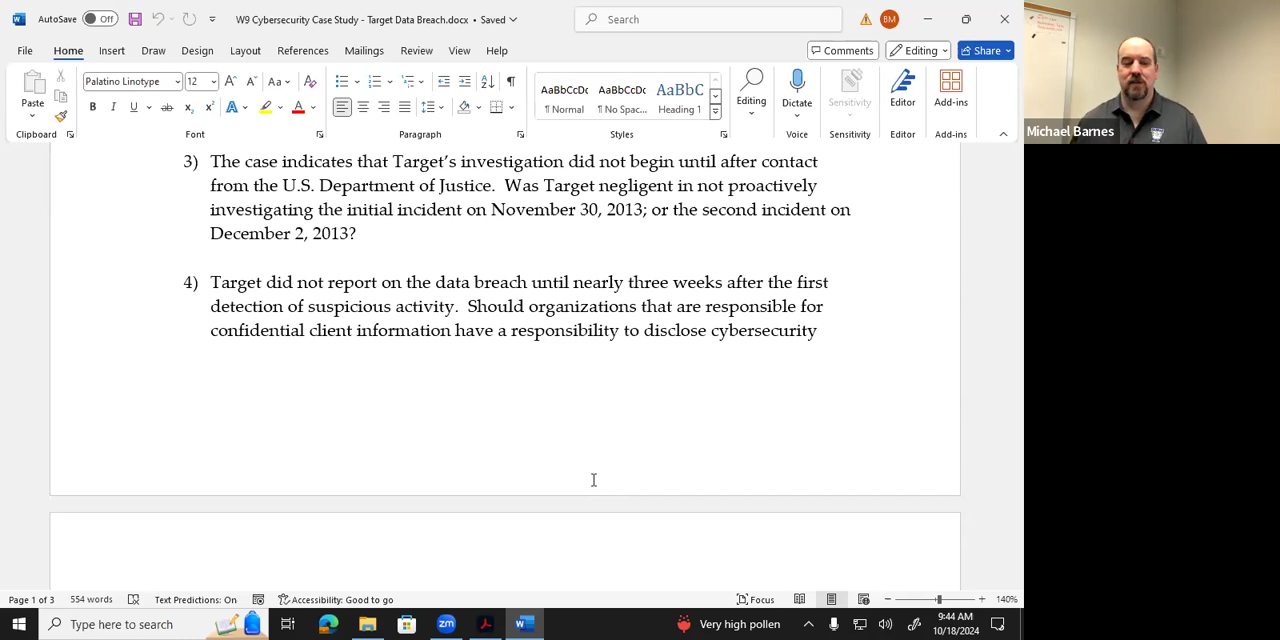 AutoSave Off W9 Cybersecurity Case Study - Target Data Breach.docx • Saved Search BM
File Home Insert Draw Design Layout References Mailings Review View Help Comments Editing Share
Palatino Linotype 12 Aa
Paste B I U ab x₂ x² A A
AaBbCcDc AaBbCcDc AaBbC
¶ Normal ¶ No Spac... Heading 1
Editing Dictate Sensitivity Editor Add-ins
Clipboard Font Paragraph Styles Voice Sensitivity Editor Add-ins
Michael Barnes
3) The case indicates that Target's investigation did not begin until after contact
from the U.S. Department of Justice. Was Target negligent in not proactively
investigating the initial incident on November 30, 2013; or the second incident on
December 2, 2013?
4) Target did not report on the data breach until nearly three weeks after the first
detection of suspicious activity. Should organizations that are responsible for
confidential client information have a responsibility to disclose cybersecurity
Page 1 of 3 554 words Text Predictions: On Accessibility: Good to go Focus 140%
Type here to search Very high pollen 9:44 AM
10/18/2024